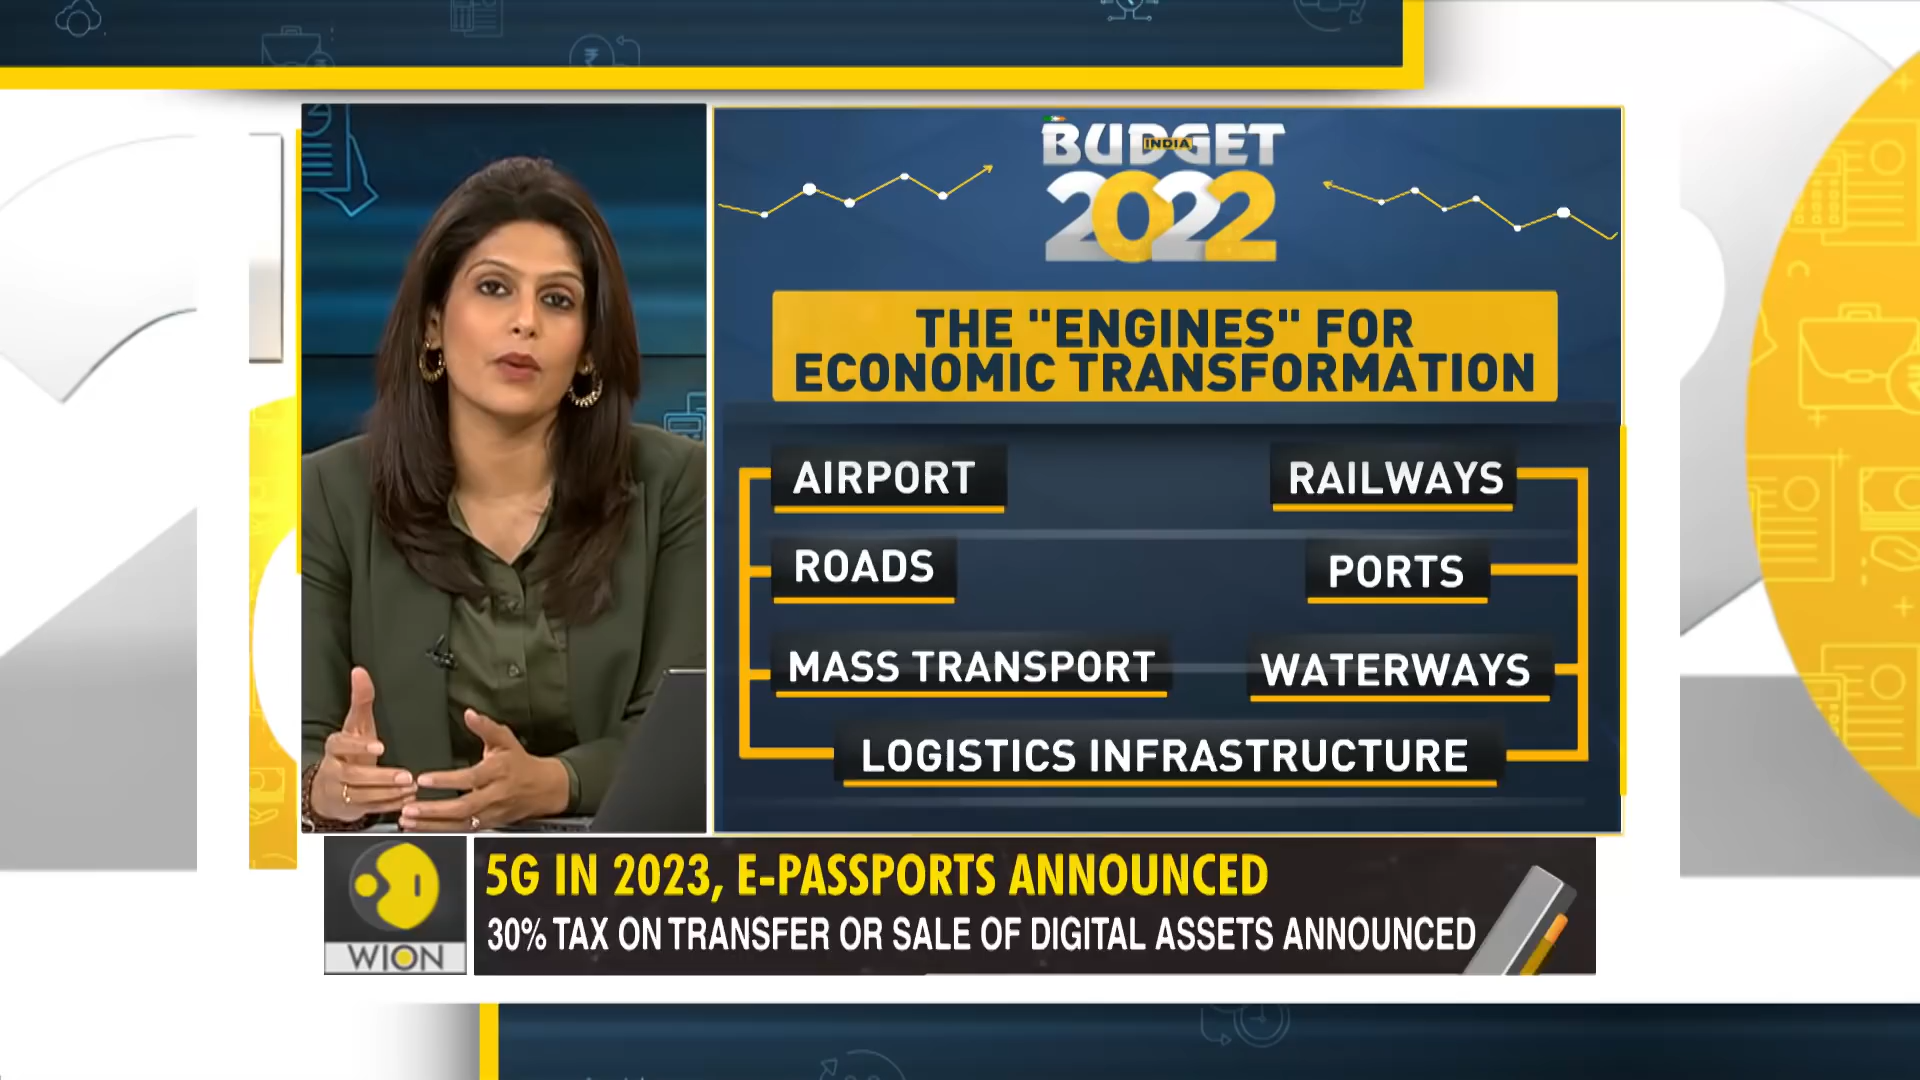 BUDGET
INDIA
2022
THE "ENGINES" FOR
ECONOMIC TRANSFORMATION
AIRPORT
RAILWAYS
ROADS
PORTS
MASS TRANSPORT
WATERWAYS
LOGISTICS INFRASTRUCTURE
5G IN 2023, E-PASSPORTS ANNOUNCED
30% TAX ON TRANSFER OR SALE OF DIGITAL ASSETS ANNOUNCED
WION